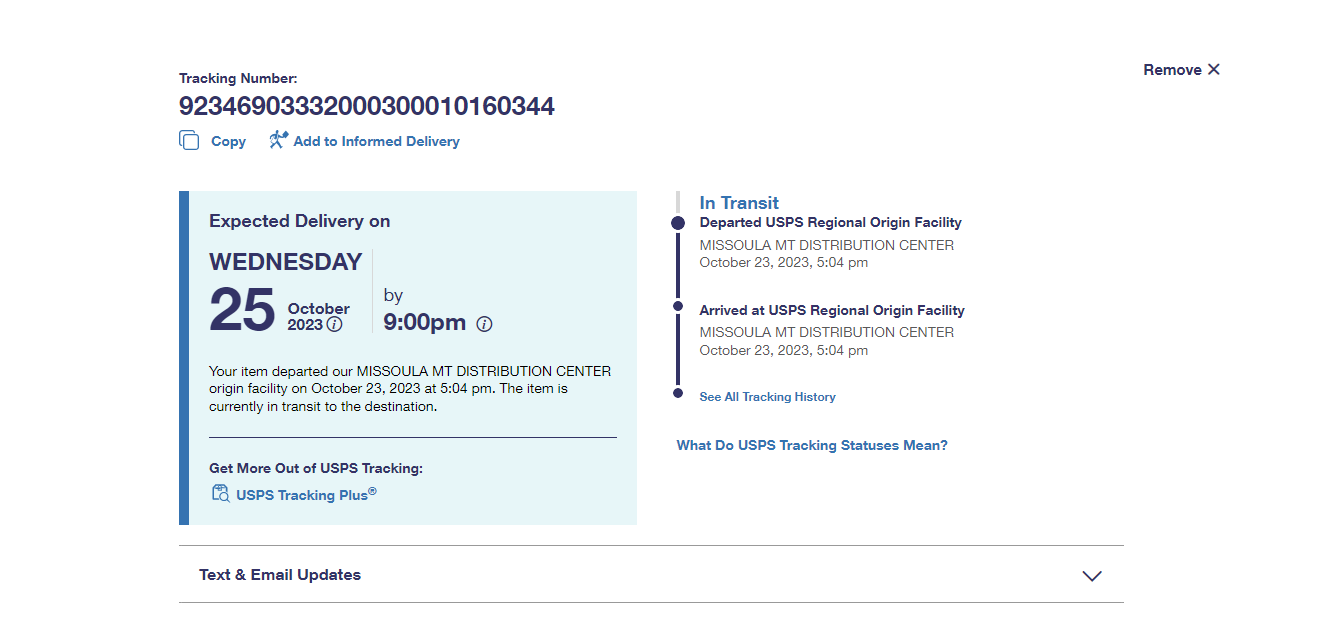 Remove
Tracking Number:
92346903332000300010160344
Copy
Add to Informed Delivery
Expected Delivery on
WEDNESDAY
25
October
2023
by
9:00pm
Your item departed our MISSOULA MT DISTRIBUTION CENTER
origin facility on October 23, 2023 at 5:04 pm. The item is
currently in transit to the destination.
Get More Out of USPS Tracking:
USPS Tracking Plus®
In Transit
Departed USPS Regional Origin Facility
MISSOULA MT DISTRIBUTION CENTER
October 23, 2023, 5:04 pm
Arrived at USPS Regional Origin Facility
MISSOULA MT DISTRIBUTION CENTER
October 23, 2023, 5:04 pm
See All Tracking History
What Do USPS Tracking Statuses Mean?
Text & Email Updates